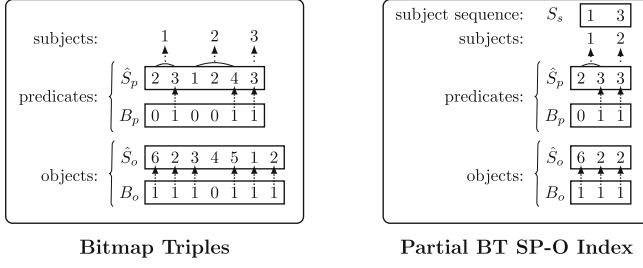 subjects: 1 2 3
predicates: Ŝp 2 3 1 2 4 3
Bp 0 1 0 0 1 1
objects: Ŝo 6 2 3 4 5 1 2
Bo 1 1 1 0 1 1 1
Bitmap Triples
subject sequence: Ss 1 3
subjects: 1 2
predicates: Ŝp 2 3 3
Bp 0 1 1
objects: Ŝo 6 2 2
Bo 1 1 1
Partial BT SP-O Index